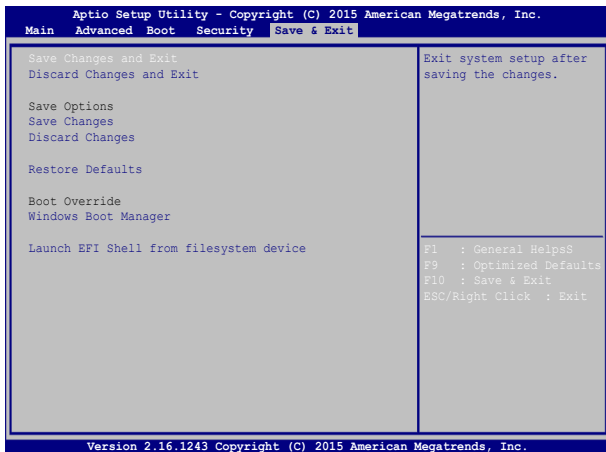 Aptio Setup Utility - Copyright (C) 2015 American Megatrends, Inc.
Main Advanced Boot Security Save & Exit
Save Changes and Exit
Discard Changes and Exit
Save Options
Save Changes
Discard Changes
Restore Defaults
Boot Override
Windows Boot Manager
Launch EFI Shell from filesystem device
Exit system setup after
saving the changes.
F1 : General HelpsS
F9 : Optimized Defaults
F10 : Save & Exit
ESC/Right Click : Exit
Version 2.16.1243 Copyright (C) 2015 American Megatrends, Inc.